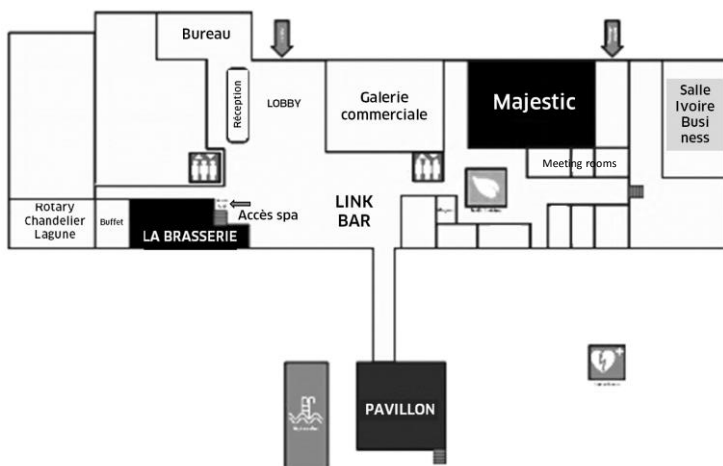 Bureau
Réception
LOBBY
Galerie
commerciale
Majestic
Salle
Ivoire
Busi
ness
Meeting rooms
Rotary
Chandelier
Lagune
Buffet
LA BRASSERIE
Accès spa
LINK
BAR
PAVILLON